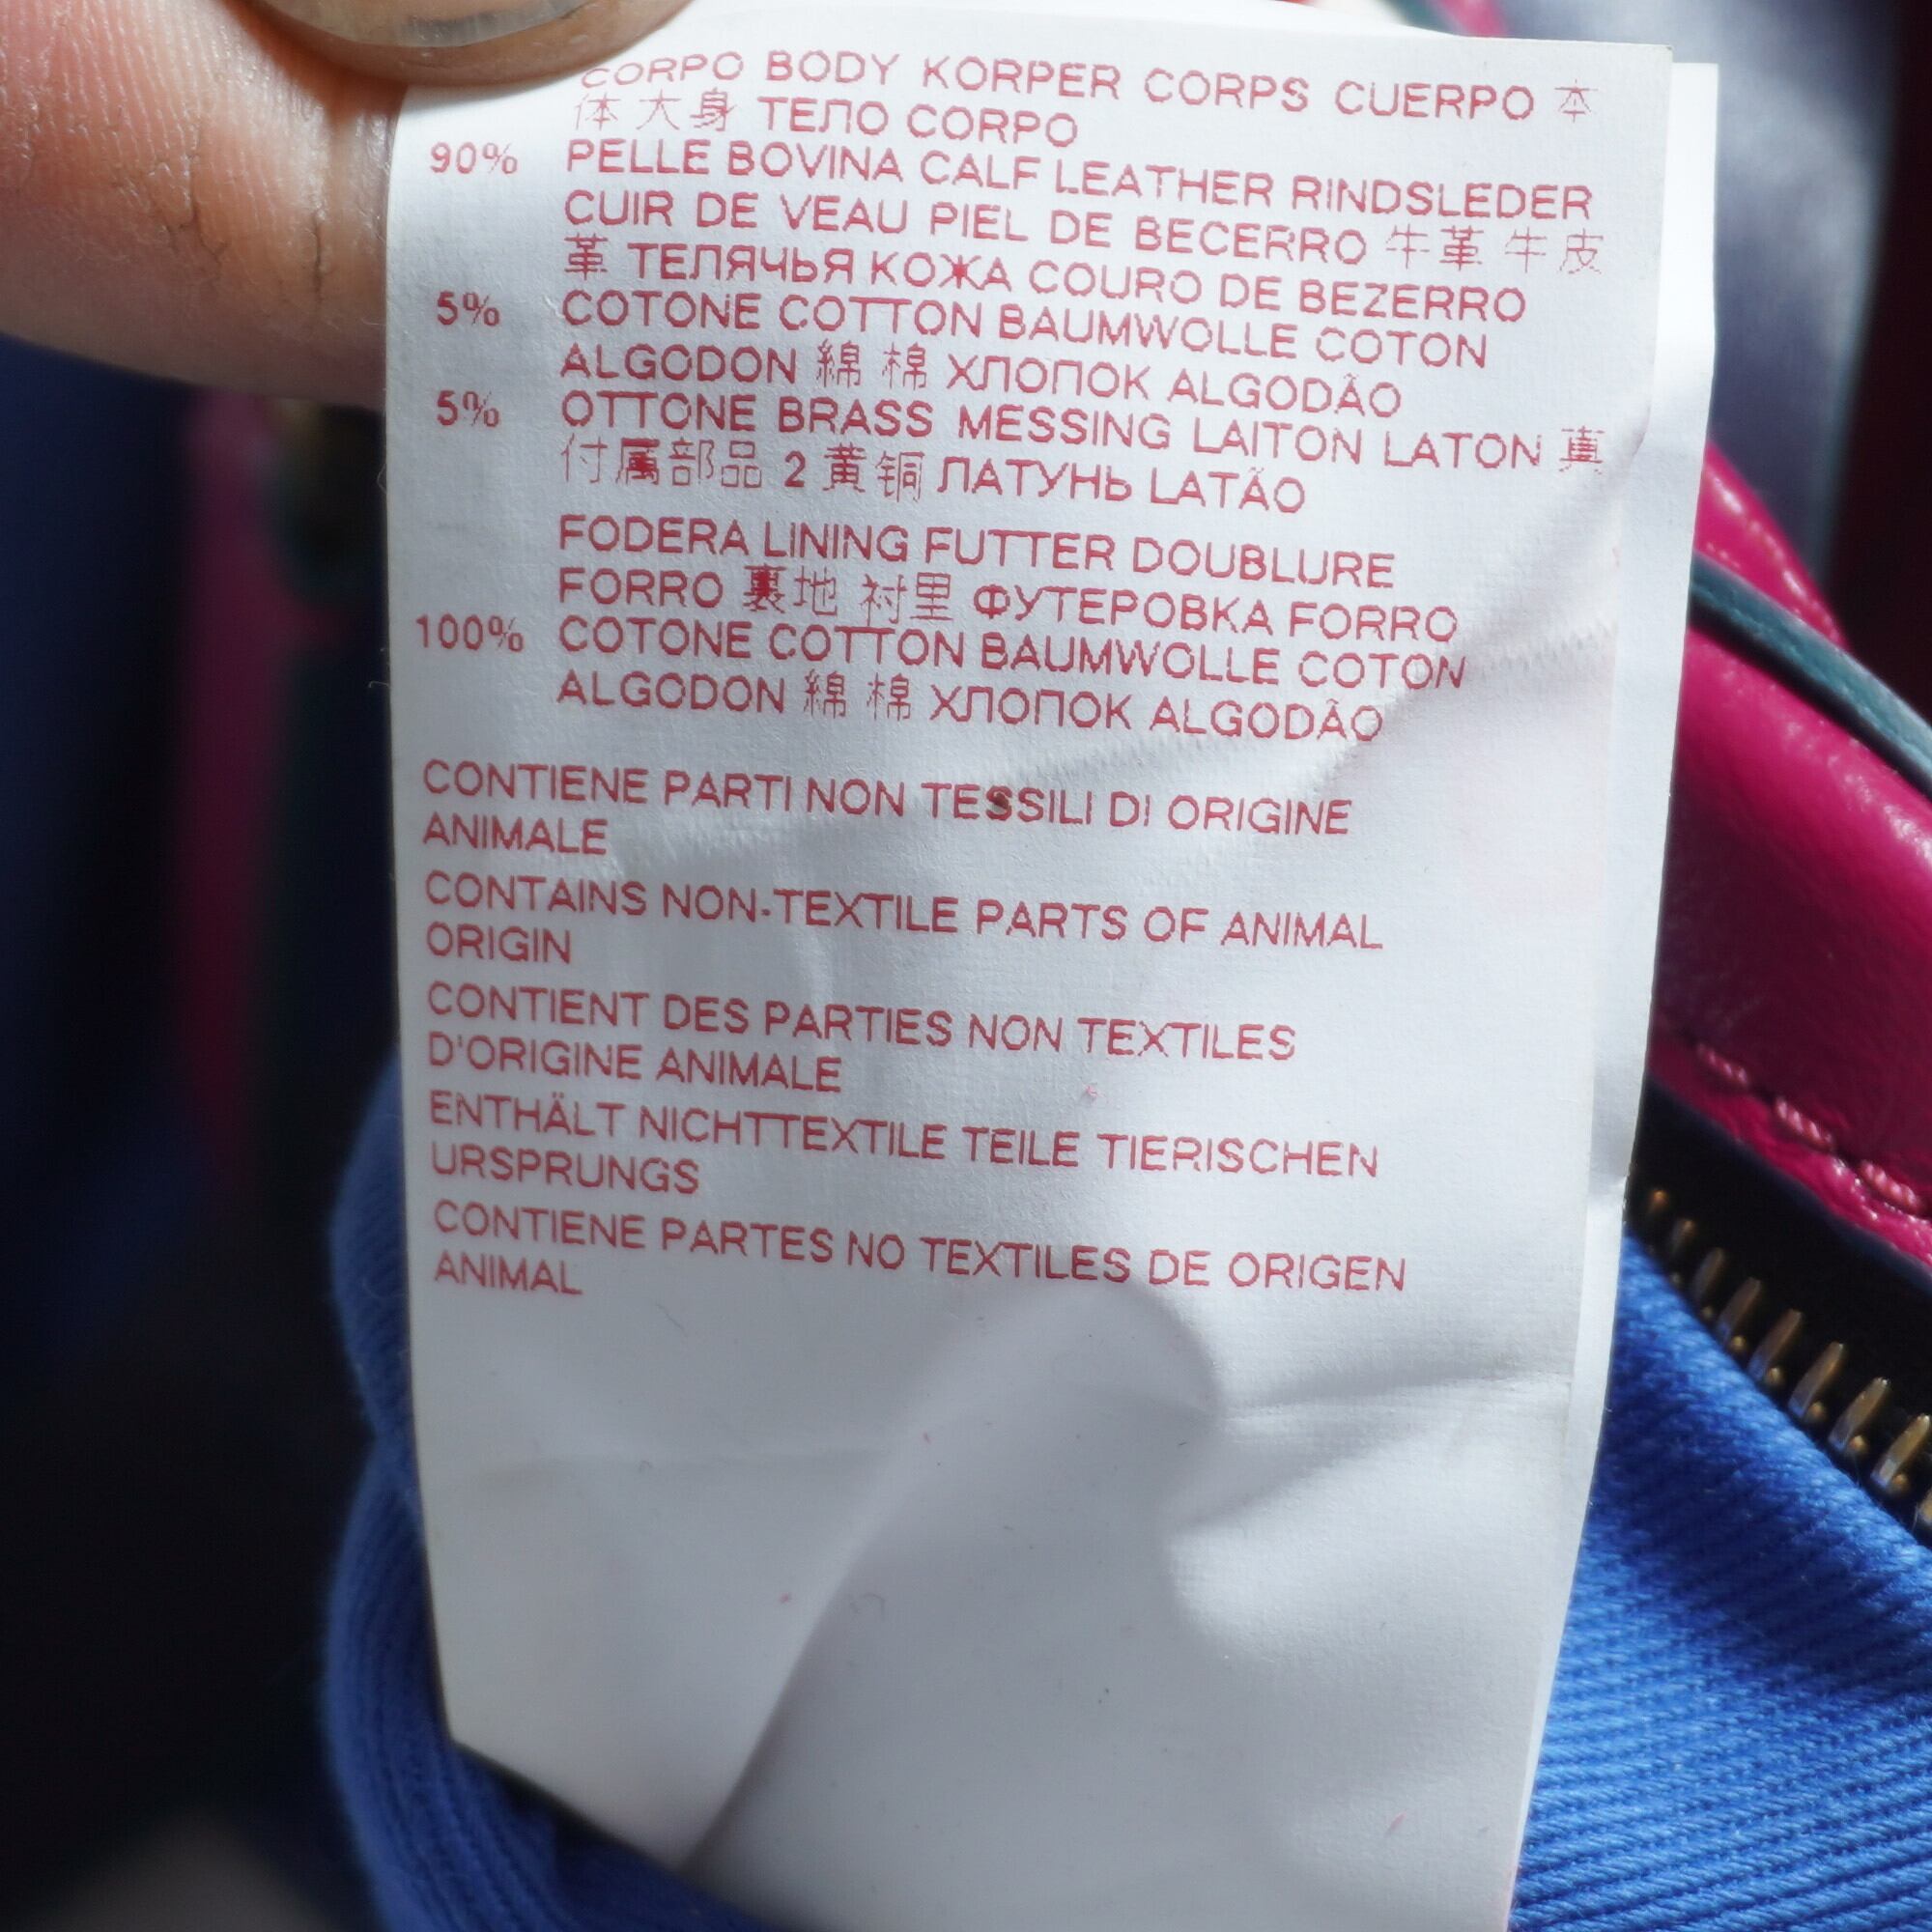 CORPO BODY KORPER CORPS CUERPO 本
体 大身 ТЕЛО CORPO
90% PELLE BOVINA CALF LEATHER RINDSLEDER
CUIR DE VEAU PIEL DE BECERRO 牛革 牛皮
革 ТЕЛЯЧЬЯ КОЖА COURO DE BEZERRO
5% COTONE COTTON BAUMWOLLE COTON
ALGODON 綿 棉 ХЛОПОК ALGODÃO
5% OTTONE BRASS MESSING LAITON LATON 真
付属部品 2 黄铜 ЛАТУНЬ LATÃO
FODERA LINING FUTTER DOUBLURE
FORRO 裏地 衬里 ФУТЕРОВКА FORRO
100% COTONE COTTON BAUMWOLLE COTON
ALGODON 綿 棉 ХЛОПОК ALGODÃO
CONTIENE PARTI NON TESSILI DI ORIGINE
ANIMALE
CONTAINS NON-TEXTILE PARTS OF ANIMAL
ORIGIN
CONTIENT DES PARTIES NON TEXTILES
D'ORIGINE ANIMALE
ENTHÄLT NICHTTEXTILE TEILE TIERISCHEN
URSPRUNGS
CONTIENE PARTES NO TEXTILES DE ORIGEN
ANIMAL